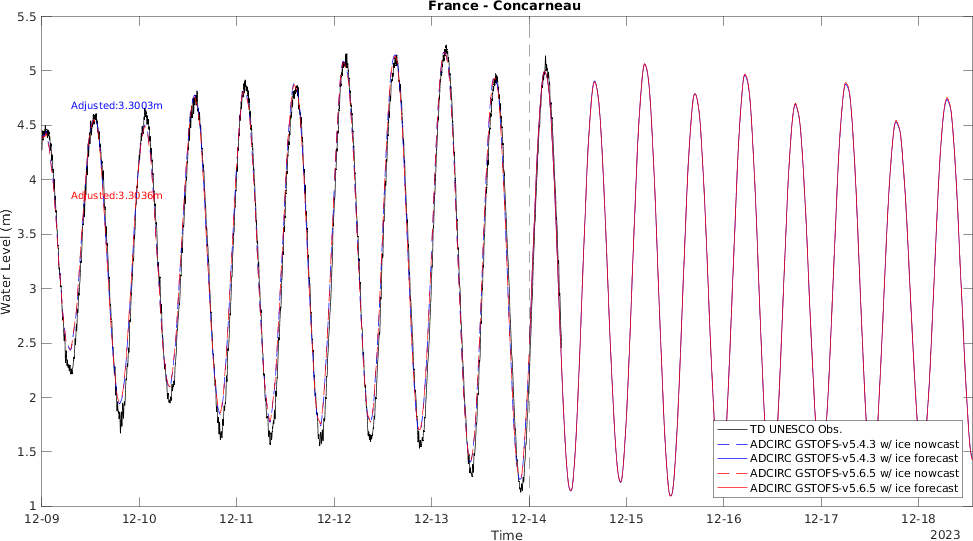 France - Concarneau
5.5
5
4.5
4
3.5
3
2.5
2
1.5
1
Water Level (m)
Adjusted:3.3003m
Adjusted:3.3036m
TD UNESCO Obs.
ADCIRC GSTOFS-v5.4.3 w/ ice nowcast
ADCIRC GSTOFS-v5.4.3 w/ ice forecast
ADCIRC GSTOFS-v5.6.5 w/ ice nowcast
ADCIRC GSTOFS-v5.6.5 w/ ice forecast
12-09 12-10 12-11 12-12 12-13 12-14 12-15 12-16 12-17 12-18
Time
2023